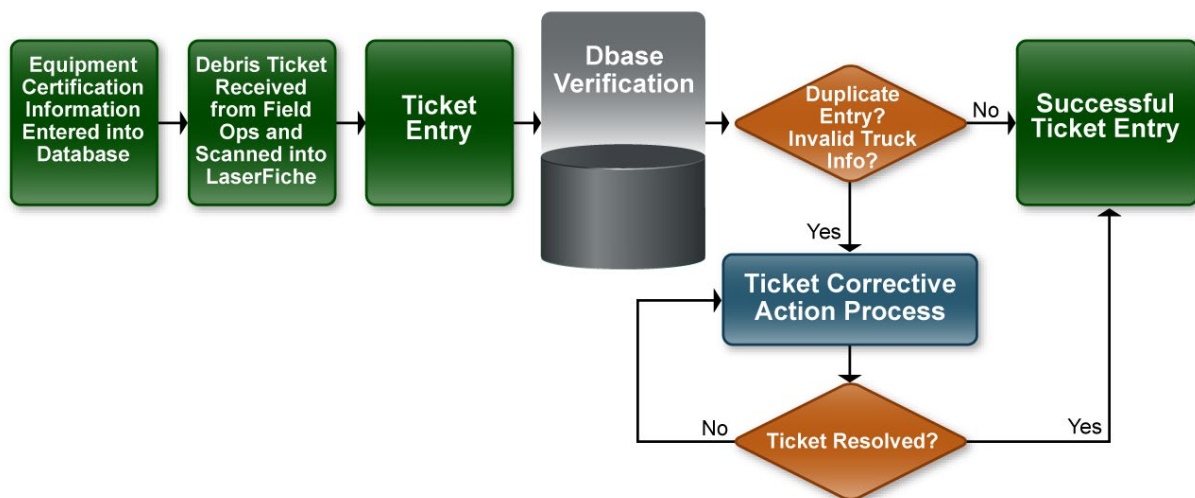 Equipment
Certification
Information
Entered into
Database
Debris Ticket
Received
from Field
Ops and
Scanned into
LaserFiche
Ticket
Entry
Dbase
Verification
Duplicate
Entry?
Invalid Truck
Info?
No
Successful
Ticket Entry
Yes
Ticket Corrective
Action Process
No
Ticket Resolved?
Yes